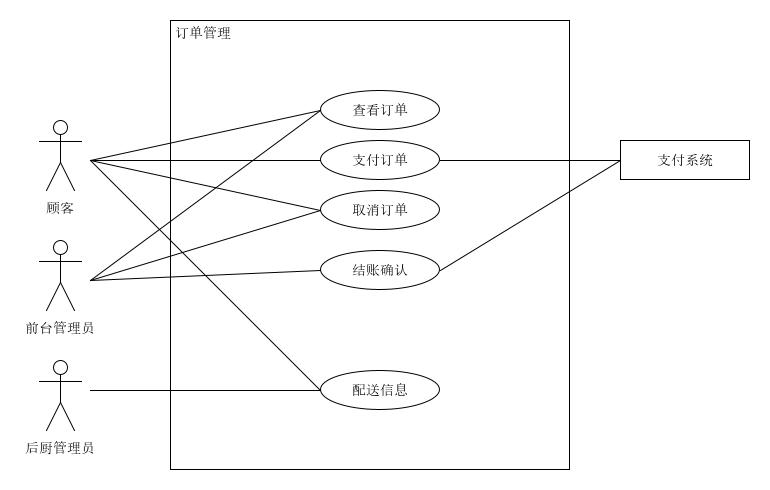 订单管理
查看订单
支付订单
支付系统
取消订单
顾客
结账确认
前台管理员
配送信息
后厨管理员